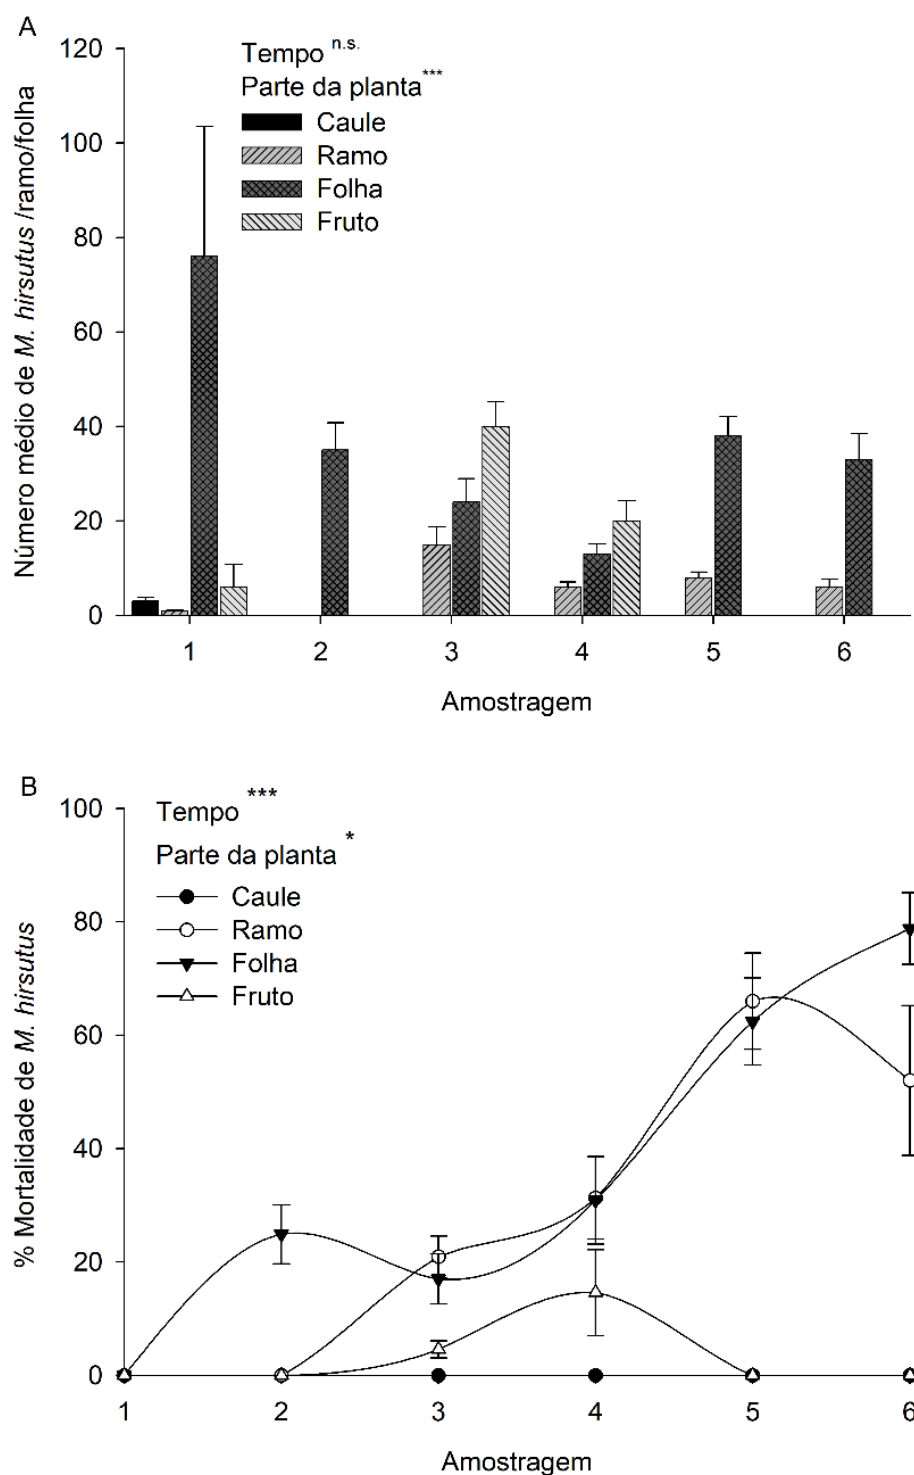 A
Tempo n.s.
Parte da planta***
Caule
Ramo
Folha
Fruto
Número médio de M. hirsutus /ramo/folha
120
100
80
60
40
20
0
1 2 3 4 5 6
Amostragem
B
Tempo ***
Parte da planta *
Caule
Ramo
Folha
Fruto
% Mortalidade de M. hirsutus
100
80
60
40
20
0
1 2 3 4 5 6
Amostragem